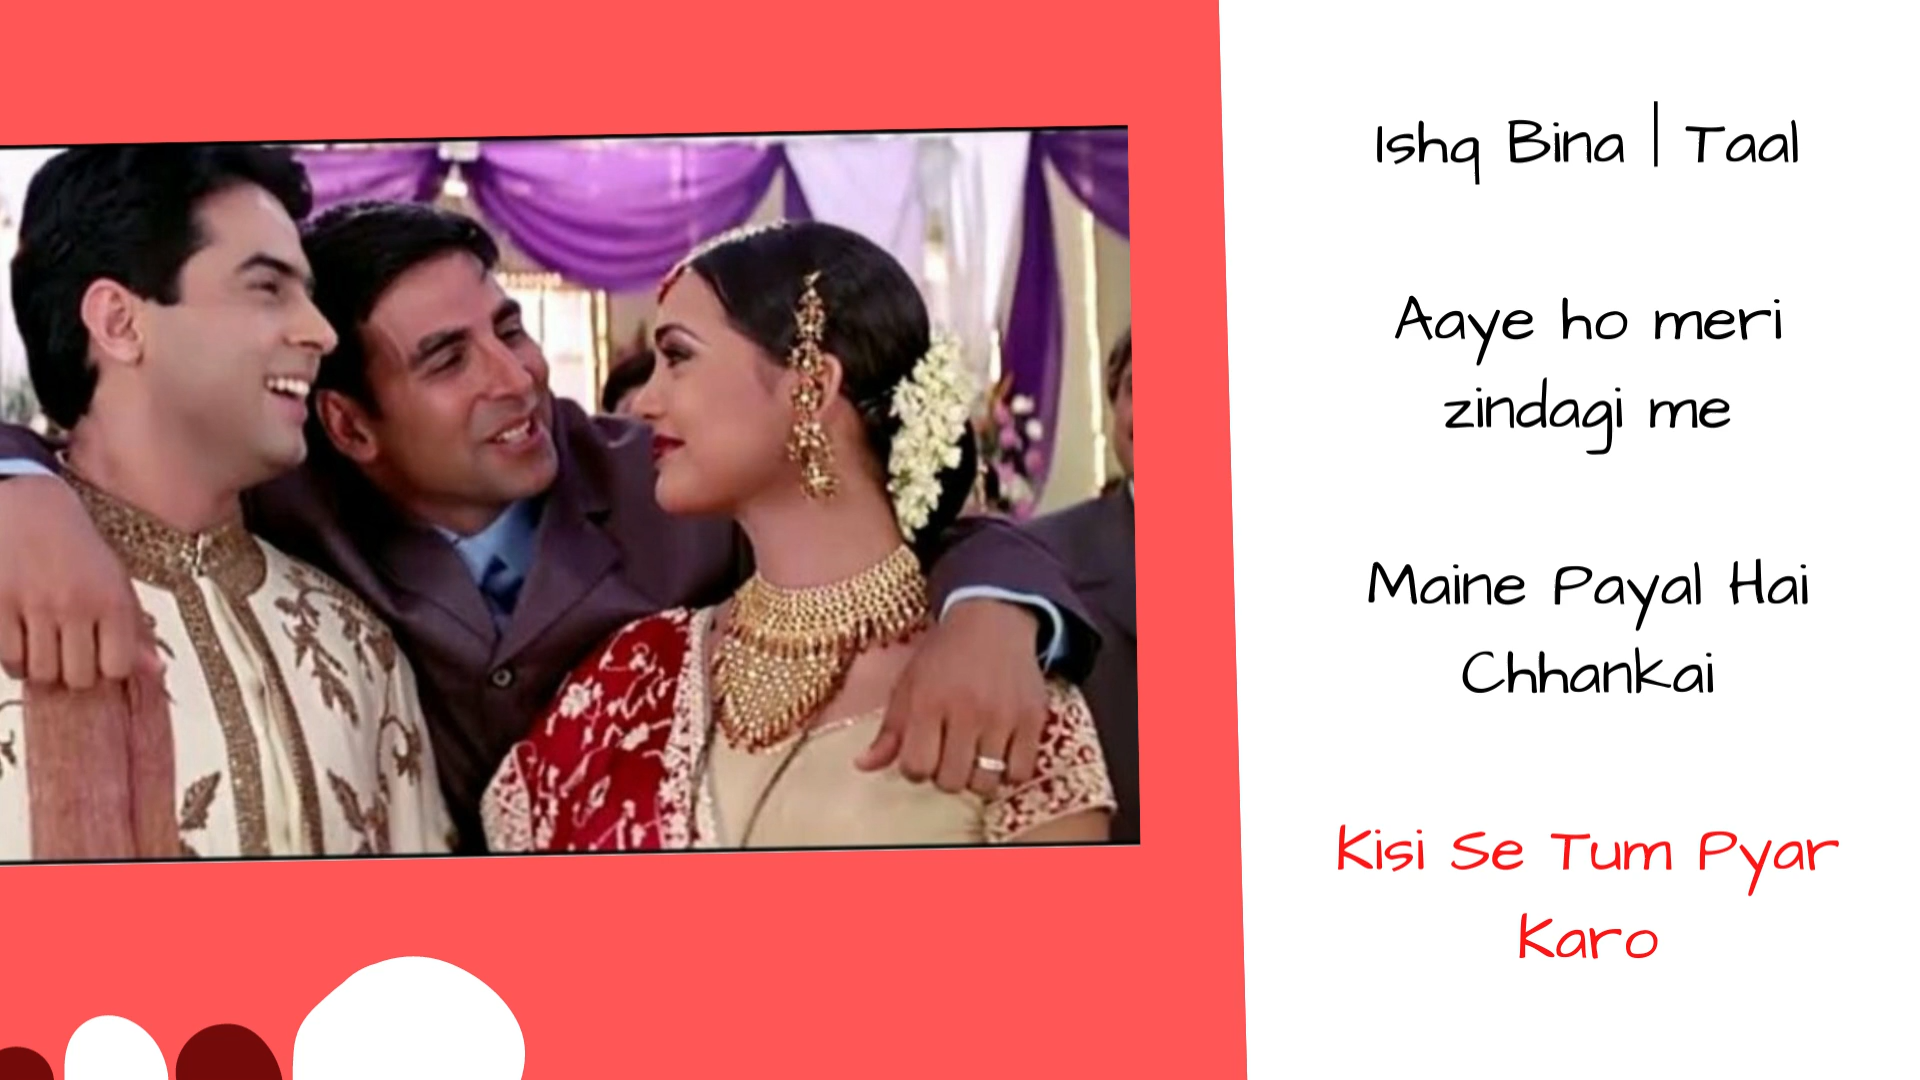 Ishq Bina | Taal
Aaye ho meri
zindagi me
Maine Payal Hai
Chhankai
Kisi Se Tum Pyar
Karo